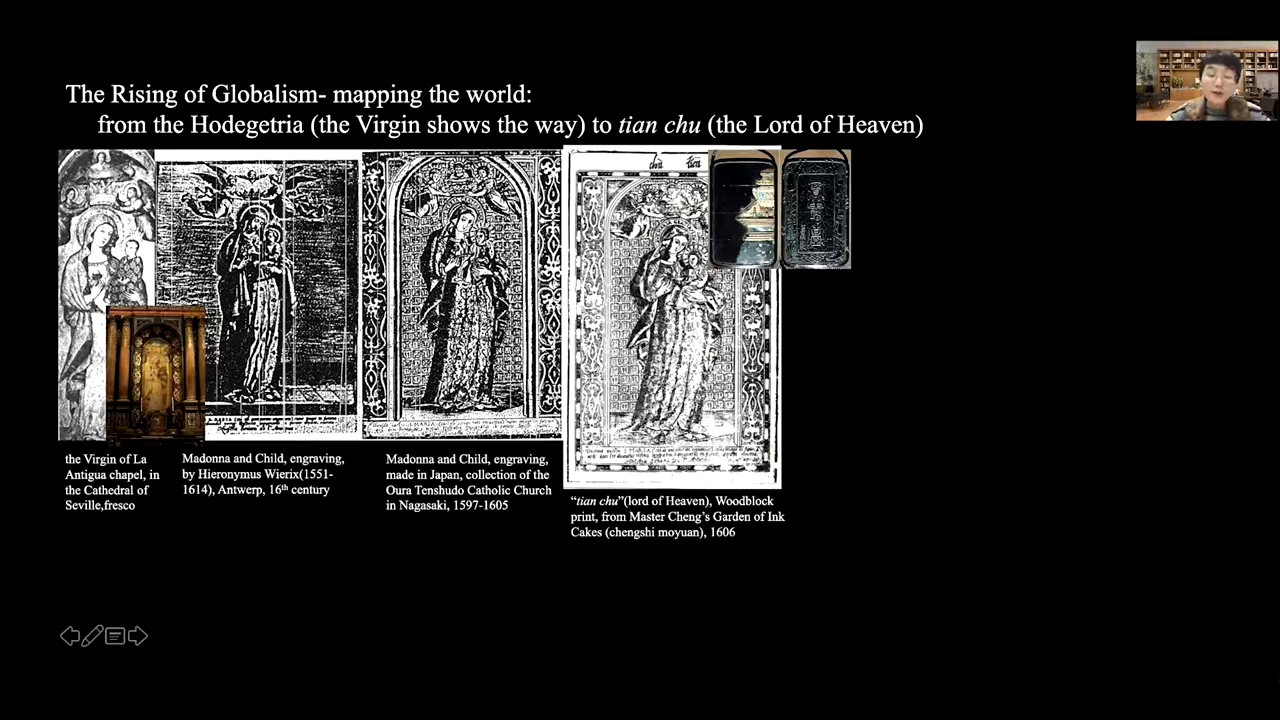 The Rising of Globalism- mapping the world:
from the Hodegetria (the Virgin shows the way) to tian chu (the Lord of Heaven)
the Virgin of La
Antigua chapel, in
the Cathedral of
Seville,fresco
Madonna and Child, engraving,
by Hieronymus Wierix(1551-
1614), Antwerp, 16th century
Madonna and Child, engraving,
made in Japan, collection of the
Oura Tenshudo Catholic Church
in Nagasaki, 1597-1605
“tian chu”(lord of Heaven), Woodblock
print, from Master Cheng’s Garden of Ink
Cakes (chengshi moyuan), 1606